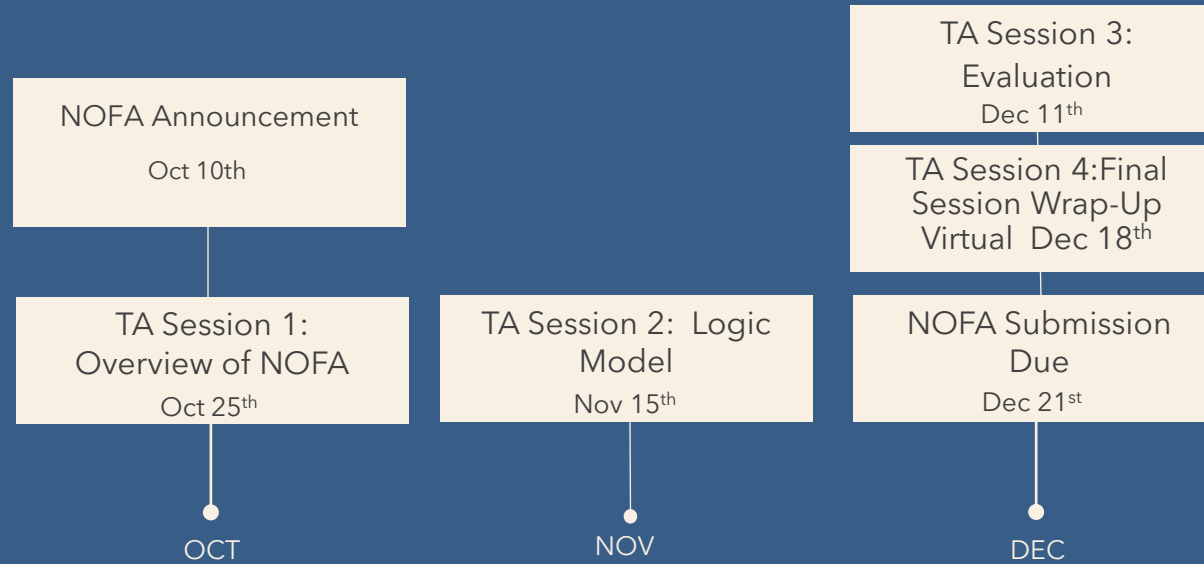 NOFA Announcement
Oct 10th
TA Session 1:
Overview of NOFA
Oct 25th
OCT
TA Session 2:  Logic
Model
Nov 15th
NOV
TA Session 3:
Evaluation
Dec 11th
TA Session 4:Final
Session Wrap-Up
Virtual  Dec 18th
NOFA Submission
Due
Dec 21st
DEC